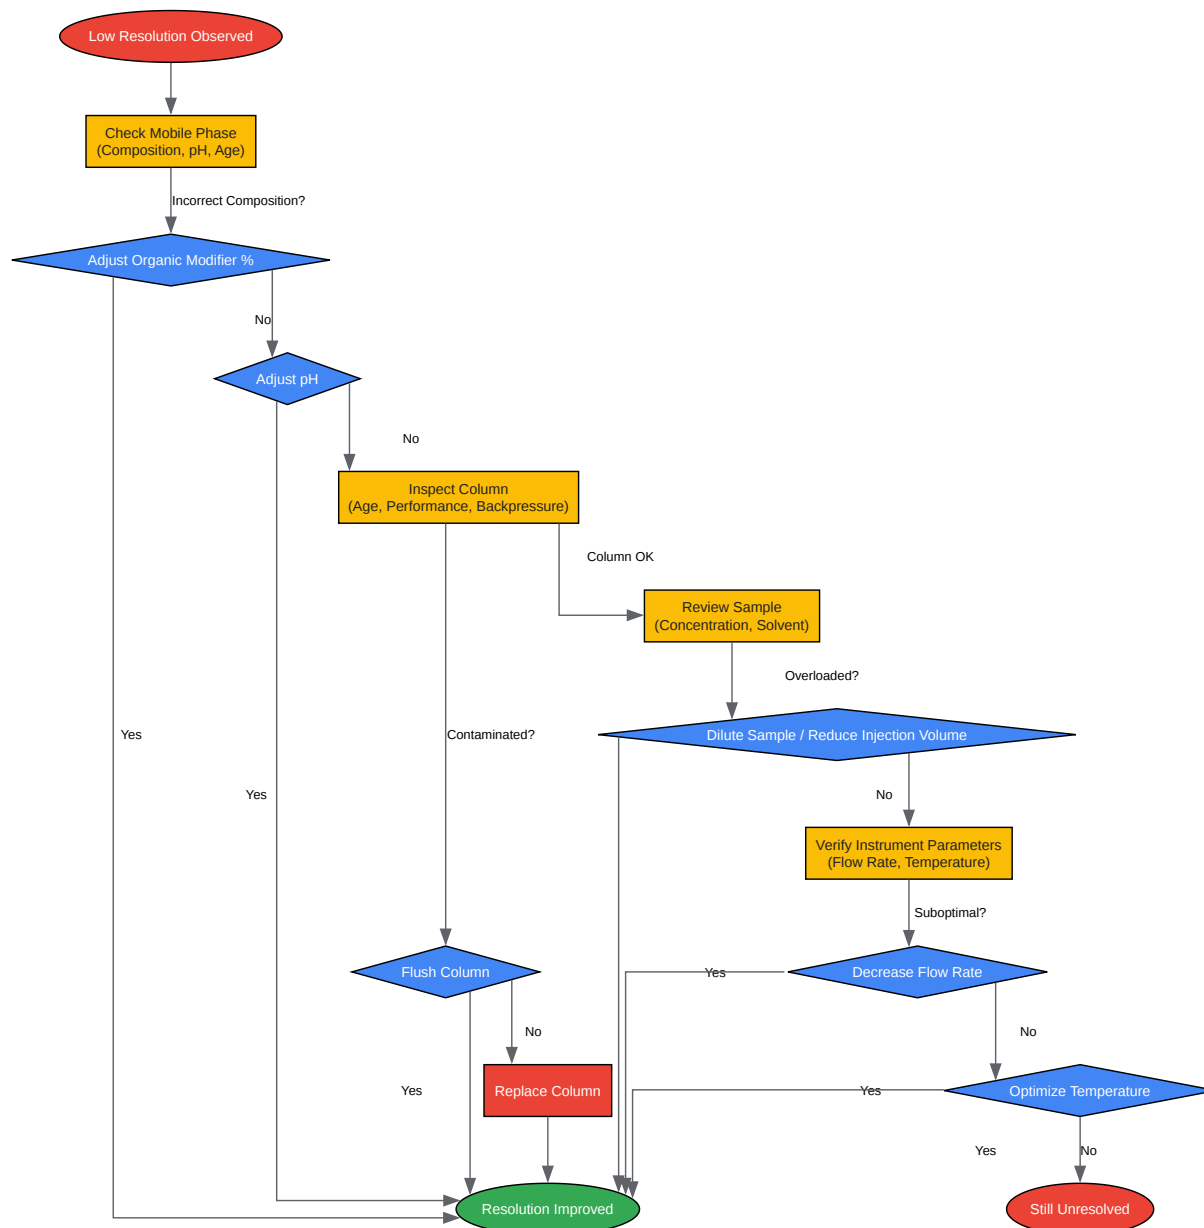 Low Resolution Observed
Check Mobile Phase
(Composition, pH, Age)
Incorrect Composition?
Adjust Organic Modifier %
No
Adjust pH
No
Inspect Column
(Age, Performance, Backpressure)
Column OK
Review Sample
(Concentration, Solvent)
Overloaded?
Yes
Contaminated?
Dilute Sample / Reduce Injection Volume
Yes
No
Verify Instrument Parameters
(Flow Rate, Temperature)
Suboptimal?
Flush Column
Yes
Decrease Flow Rate
No
No
Yes
Replace Column
Yes
Optimize Temperature
Yes
No
Resolution Improved
Still Unresolved